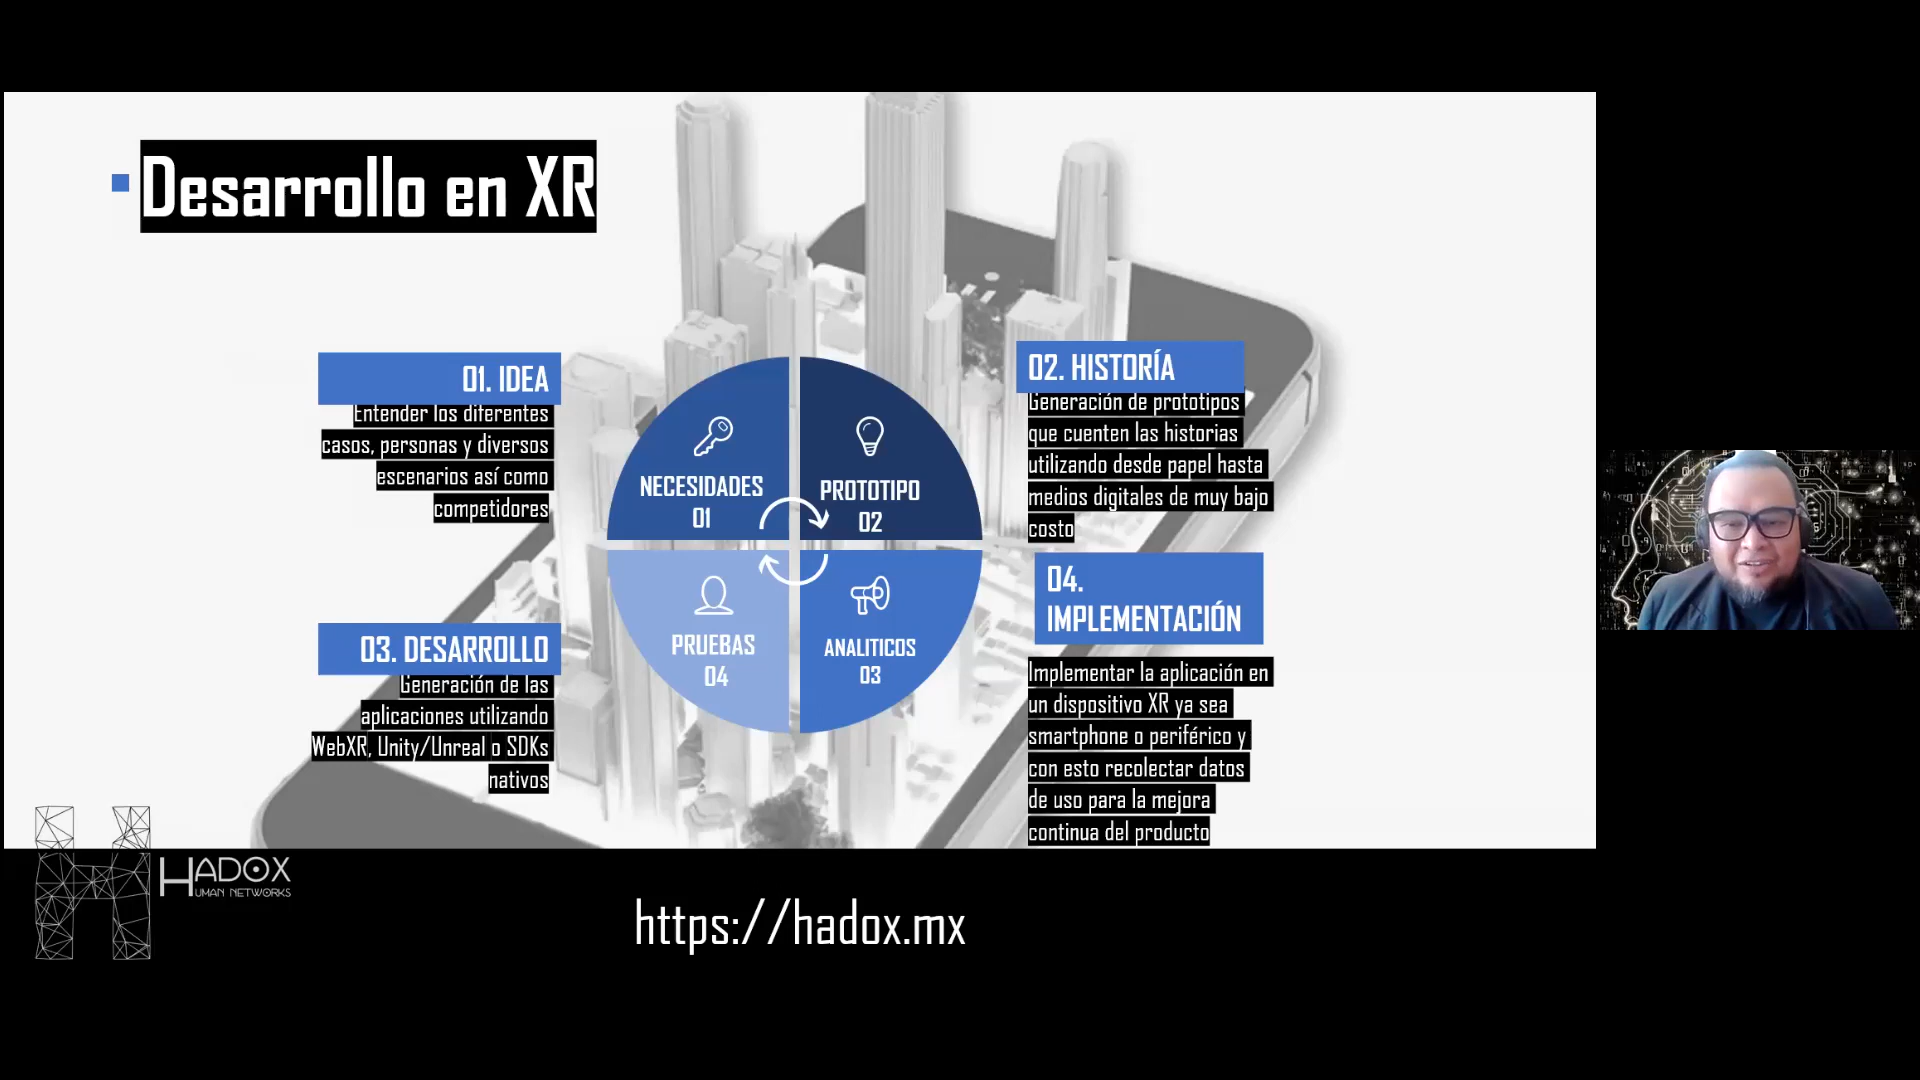 Desarrollo en XR
01. IDEA
Entender los diferentes
casos, personas y diversos
escenarios así como
competidores
02. HISTORÍA
Generación de prototipos
que cuenten las historias
utilizando desde papel hasta
medios digitales de muy bajo
costo
NECESIDADES
01
PROTOTIPO
02
PRUEBAS
04
ANALITICOS
03
03. DESARROLLO
Generación de las
aplicaciones utilizando
WebXR, Unity/Unreal o SDKs
nativos
04.
IMPLEMENTACIÓN
Implementar la aplicación en
un dispositivo XR ya sea
smartphone o periférico y
con esto recolectar datos
de uso para la mejora
continua del producto
HADOX
HUMAN NETWORKS
https://hadox.mx